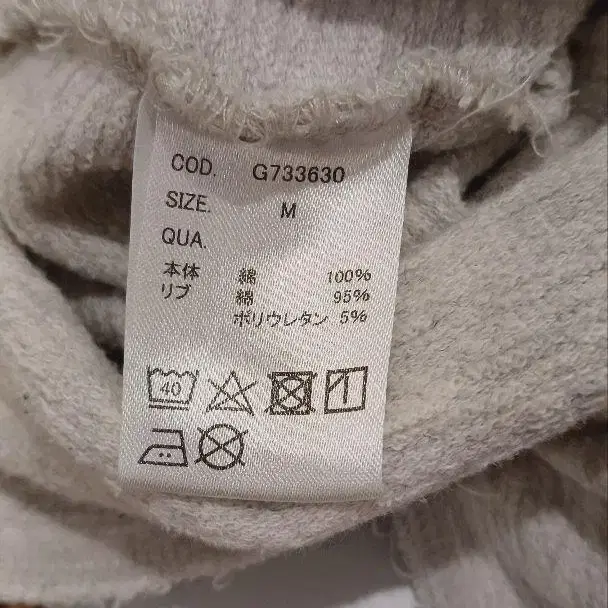 COD. G733630
SIZE. M
QUA.
本体 綿 100%
リブ 綿 95%
ポリウレタン 5%
40